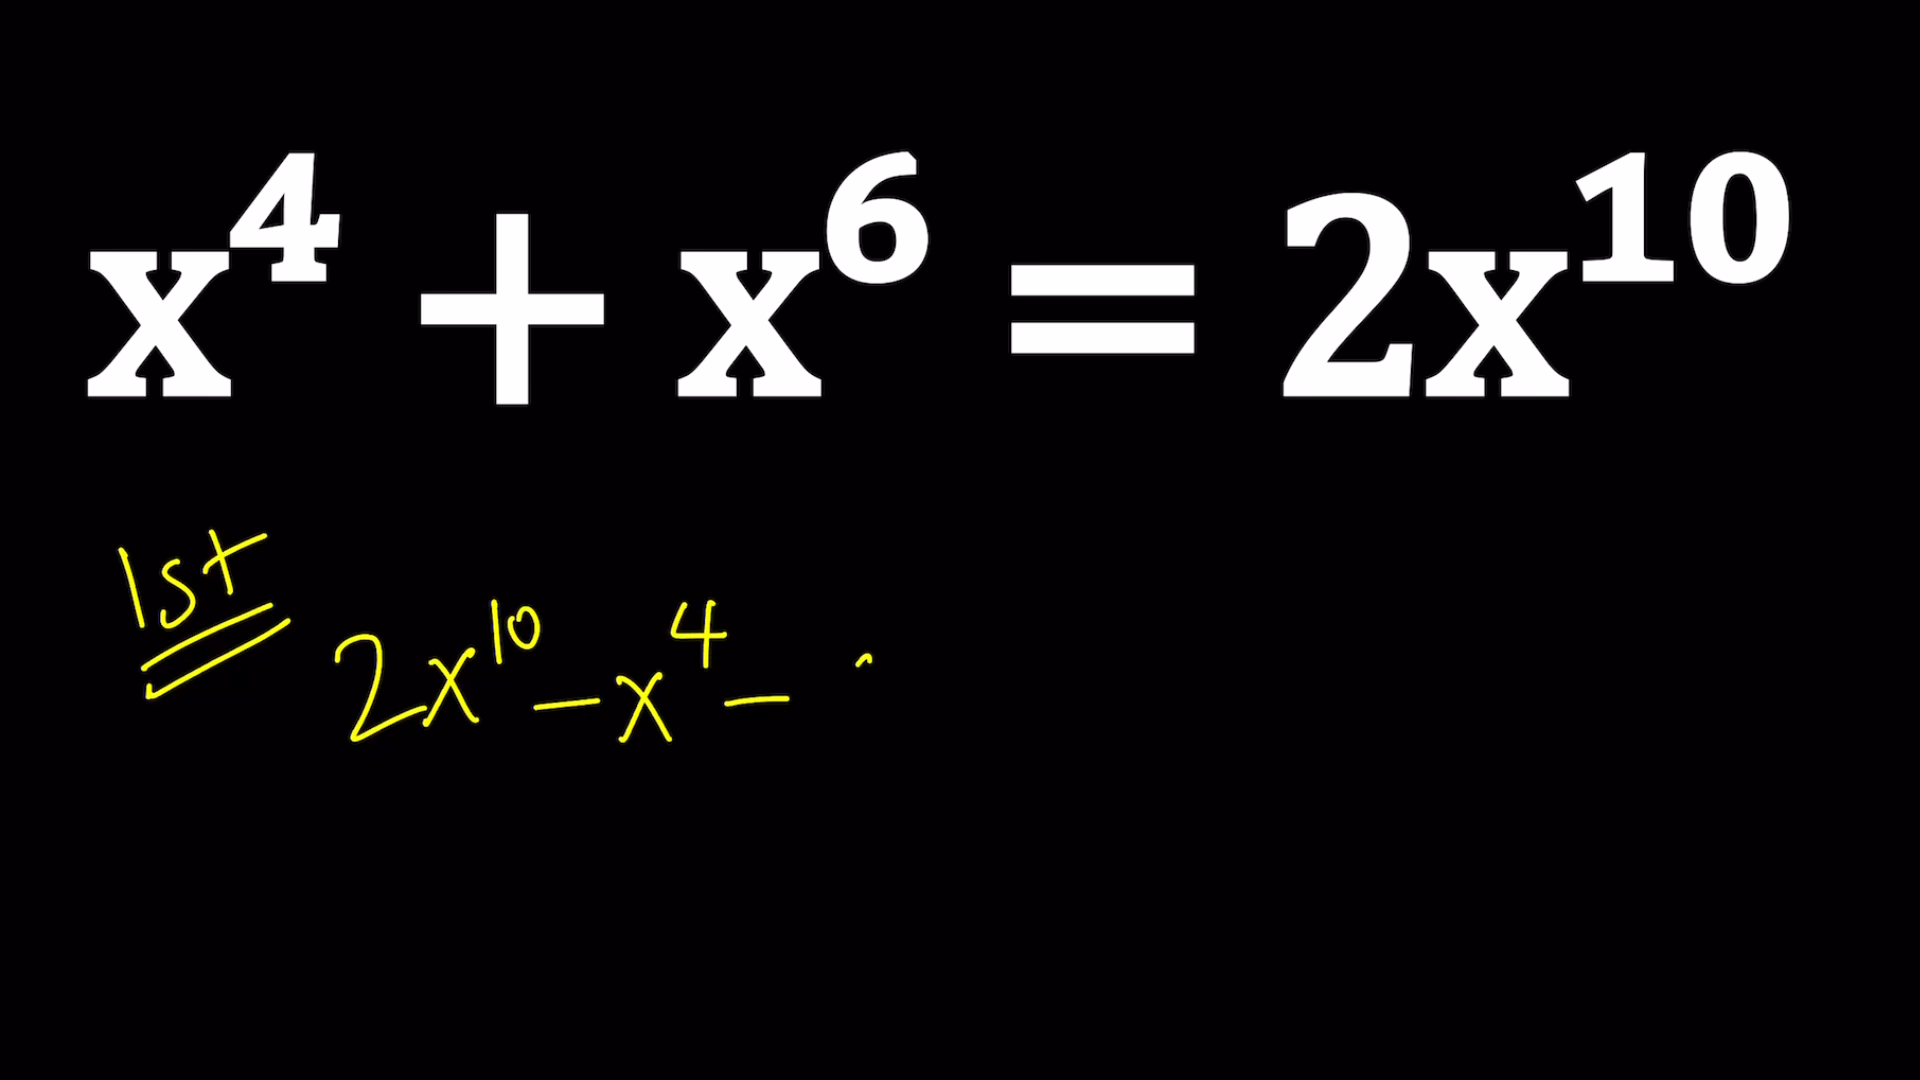 x⁴ + x⁶ = 2x¹⁰
1st
2x¹⁰ - x⁴ -